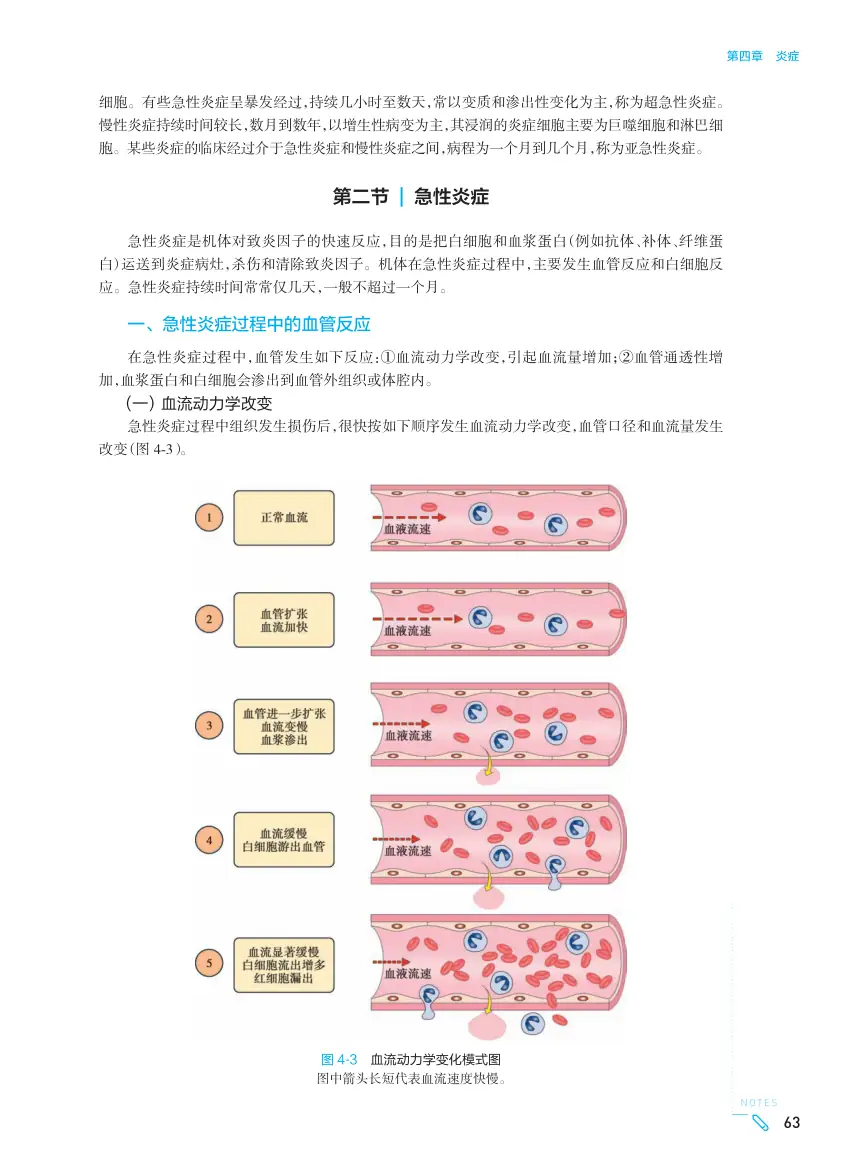 第四章 炎症
细胞。有些急性炎症呈暴发经过,持续几小时至数天,常以变质和渗出性变化为主,称为超急性炎症。
慢性炎症持续时间较长,数月到数年,以增生性病变为主,其浸润的炎症细胞主要为巨噬细胞和淋巴细
胞。某些炎症的临床经过介于急性炎症和慢性炎症之间,病程为一个月到几个月,称为亚急性炎症。
第二节 | 急性炎症
急性炎症是机体对致炎因子的快速反应,目的是把白细胞和血浆蛋白(例如抗体、补体、纤维蛋
白)运送到炎症病灶,杀伤和清除致炎因子。机体在急性炎症过程中,主要发生血管反应和白细胞反
应。急性炎症持续时间常常仅几天,一般不超过一个月。
一、急性炎症过程中的血管反应
在急性炎症过程中,血管发生如下反应:①血流动力学改变,引起血流量增加;②血管通透性增
加,血浆蛋白和白细胞会渗出到血管外组织或体腔内。
(一)血流动力学改变
急性炎症过程中组织发生损伤后,很快按如下顺序发生血流动力学改变,血管口径和血流量发生
改变(图 4-3)。
1
正常血流
血液流速
2
血管扩张
血流加快
血液流速
3
血管进一步扩张
血流变慢
血浆渗出
血液流速
4
血流缓慢
白细胞游出血管
血液流速
5
血流显著缓慢
白细胞流出增多
红细胞漏出
血液流速
图 4-3 血流动力学变化模式图
图中箭头长短代表血流速度快慢。
NOTES
63